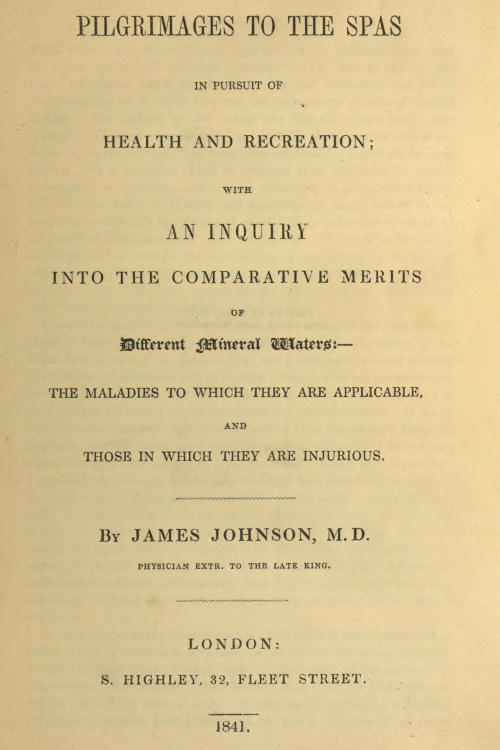 PILGRIMAGES TO THE SPAS
IN PURSUIT OF
HEALTH AND RECREATION;
WITH
AN INQUIRY
INTO THE COMPARATIVE MERITS
OF
Different Mineral Waters:—
THE MALADIES TO WHICH THEY ARE APPLICABLE,
AND
THOSE IN WHICH THEY ARE INJURIOUS.
By JAMES JOHNSON, M.D.
PHYSICIAN EXTR. TO THE LATE KING.
LONDON:
S. HIGHLEY, 32, FLEET STREET.
1841.